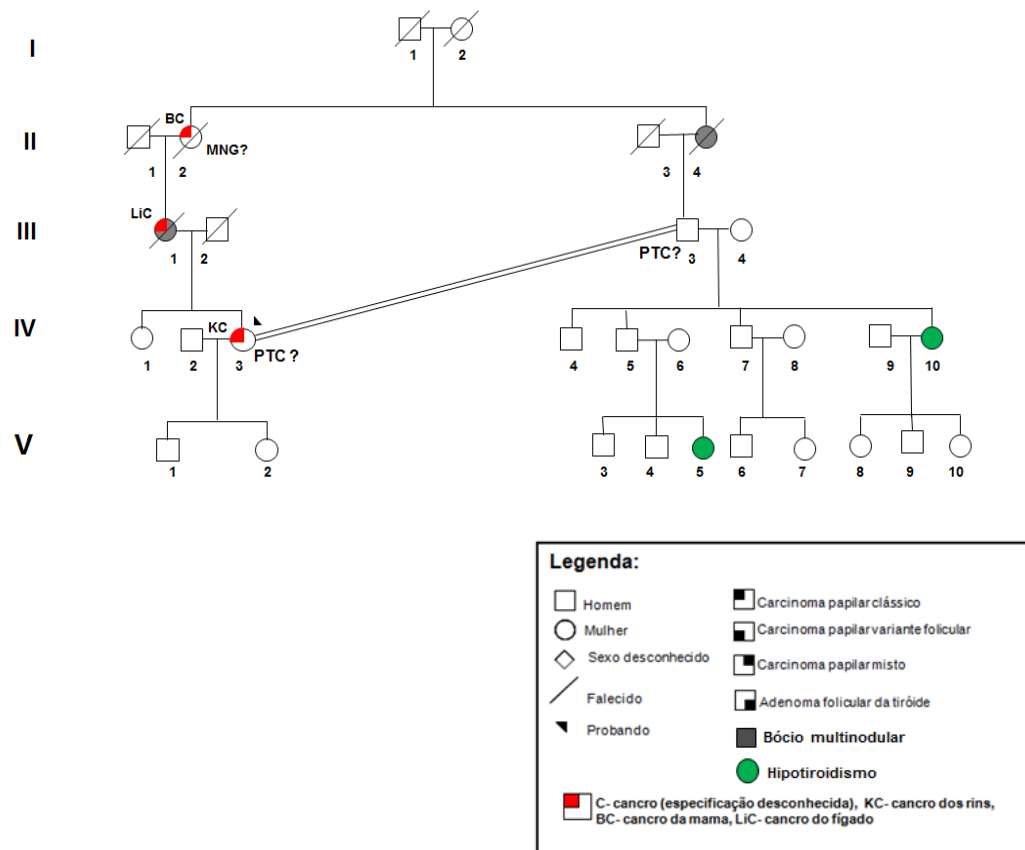 I
1 2
BC
II
MNG?
1 2 3 4
LiC
III
1 2 PTC? 3 4
IV
KC
PTC ?
1 2 3 4 5 6 7 8 9 10
V
1 2 3 4 5 6 7 8 9 10
Legenda:
Homem
Mulher
Sexo desconhecido
Falecido
Probando
Carcinoma papilar clássico
Carcinoma papilar variante folicular
Carcinoma papilar misto
Adenoma folicular da tiróide
Bócio multinodular
Hipotiroidismo
C- cancro (especificação desconhecida), KC- cancro dos rins,
BC- cancro da mama, LiC- cancro do fígado